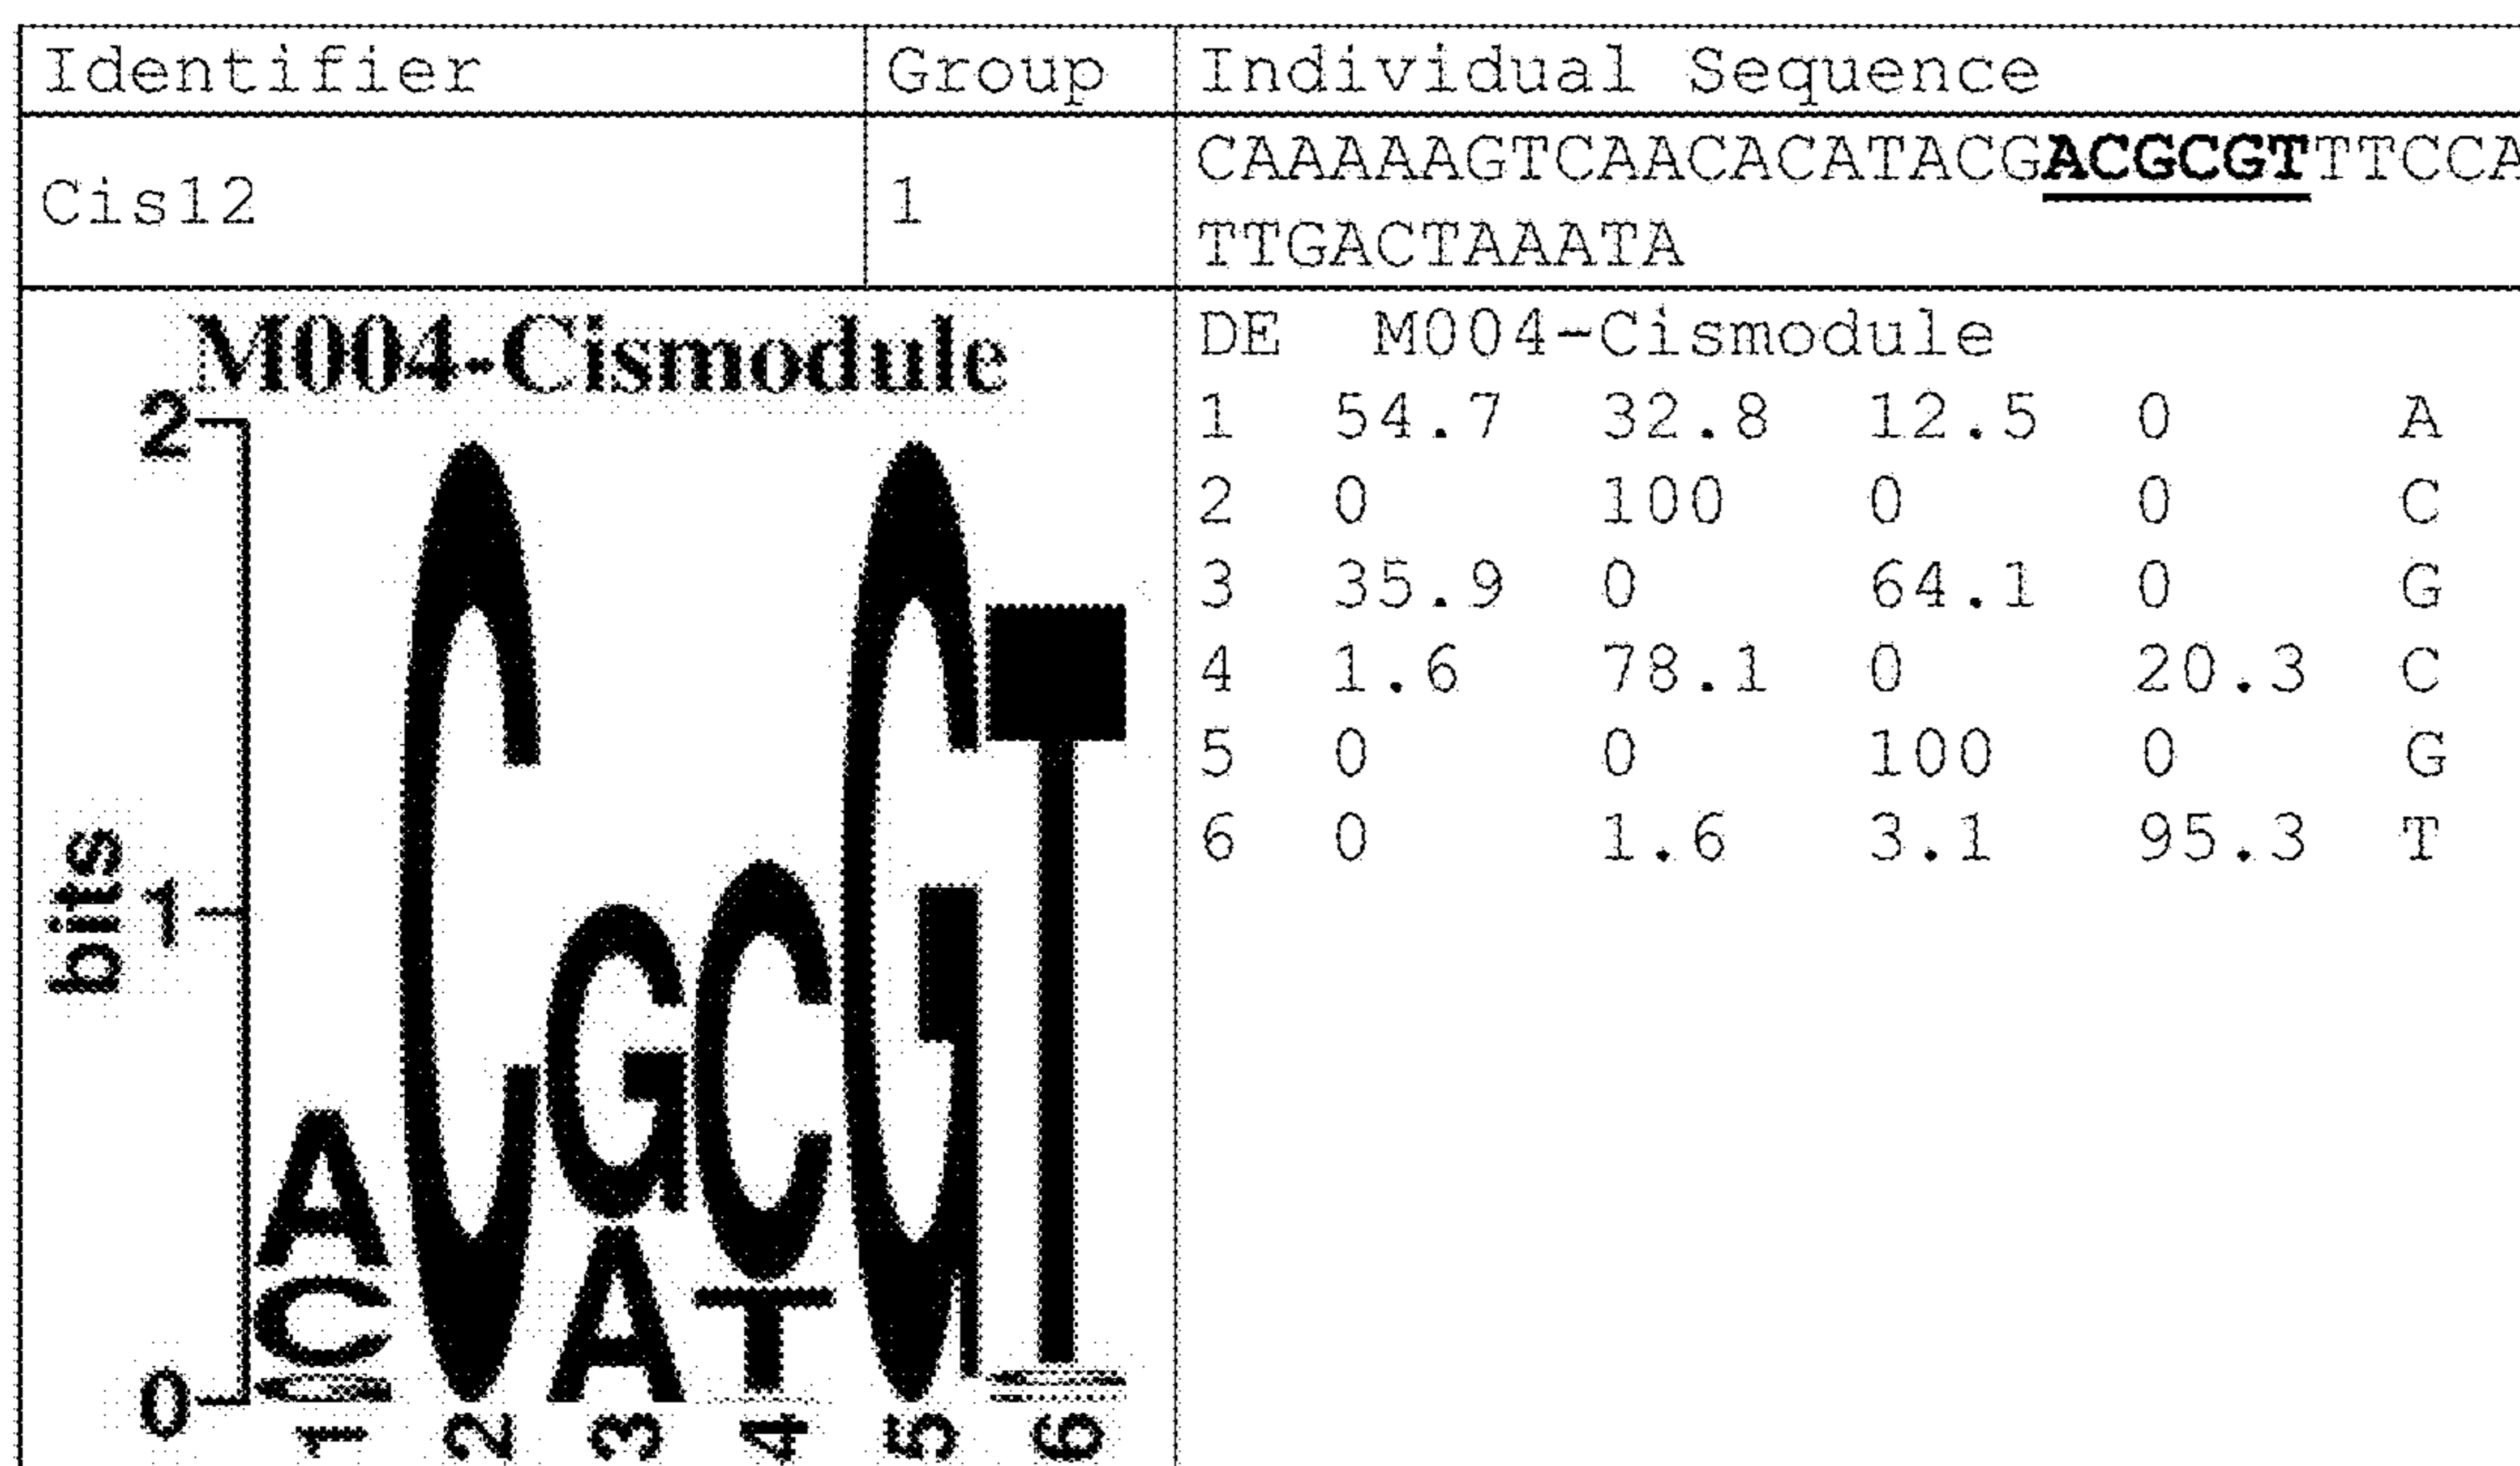 Identifier Group Individual Sequence
Cis12 1 CAAAAAGTCAACACATACGACGCGTTTCCA
TTGACTAAATA
M004-Cismodule
2
bits
1
0
A
C
C
G
A
C
T
G
T
1 2 3 4 5 6
DE M004-Cismodule
1 54.7 32.8 12.5 0 A
2 0 100 0 0 C
3 35.9 0 64.1 0 G
4 1.6 78.1 0 20.3 C
5 0 0 100 0 G
6 0 1.6 3.1 95.3 T